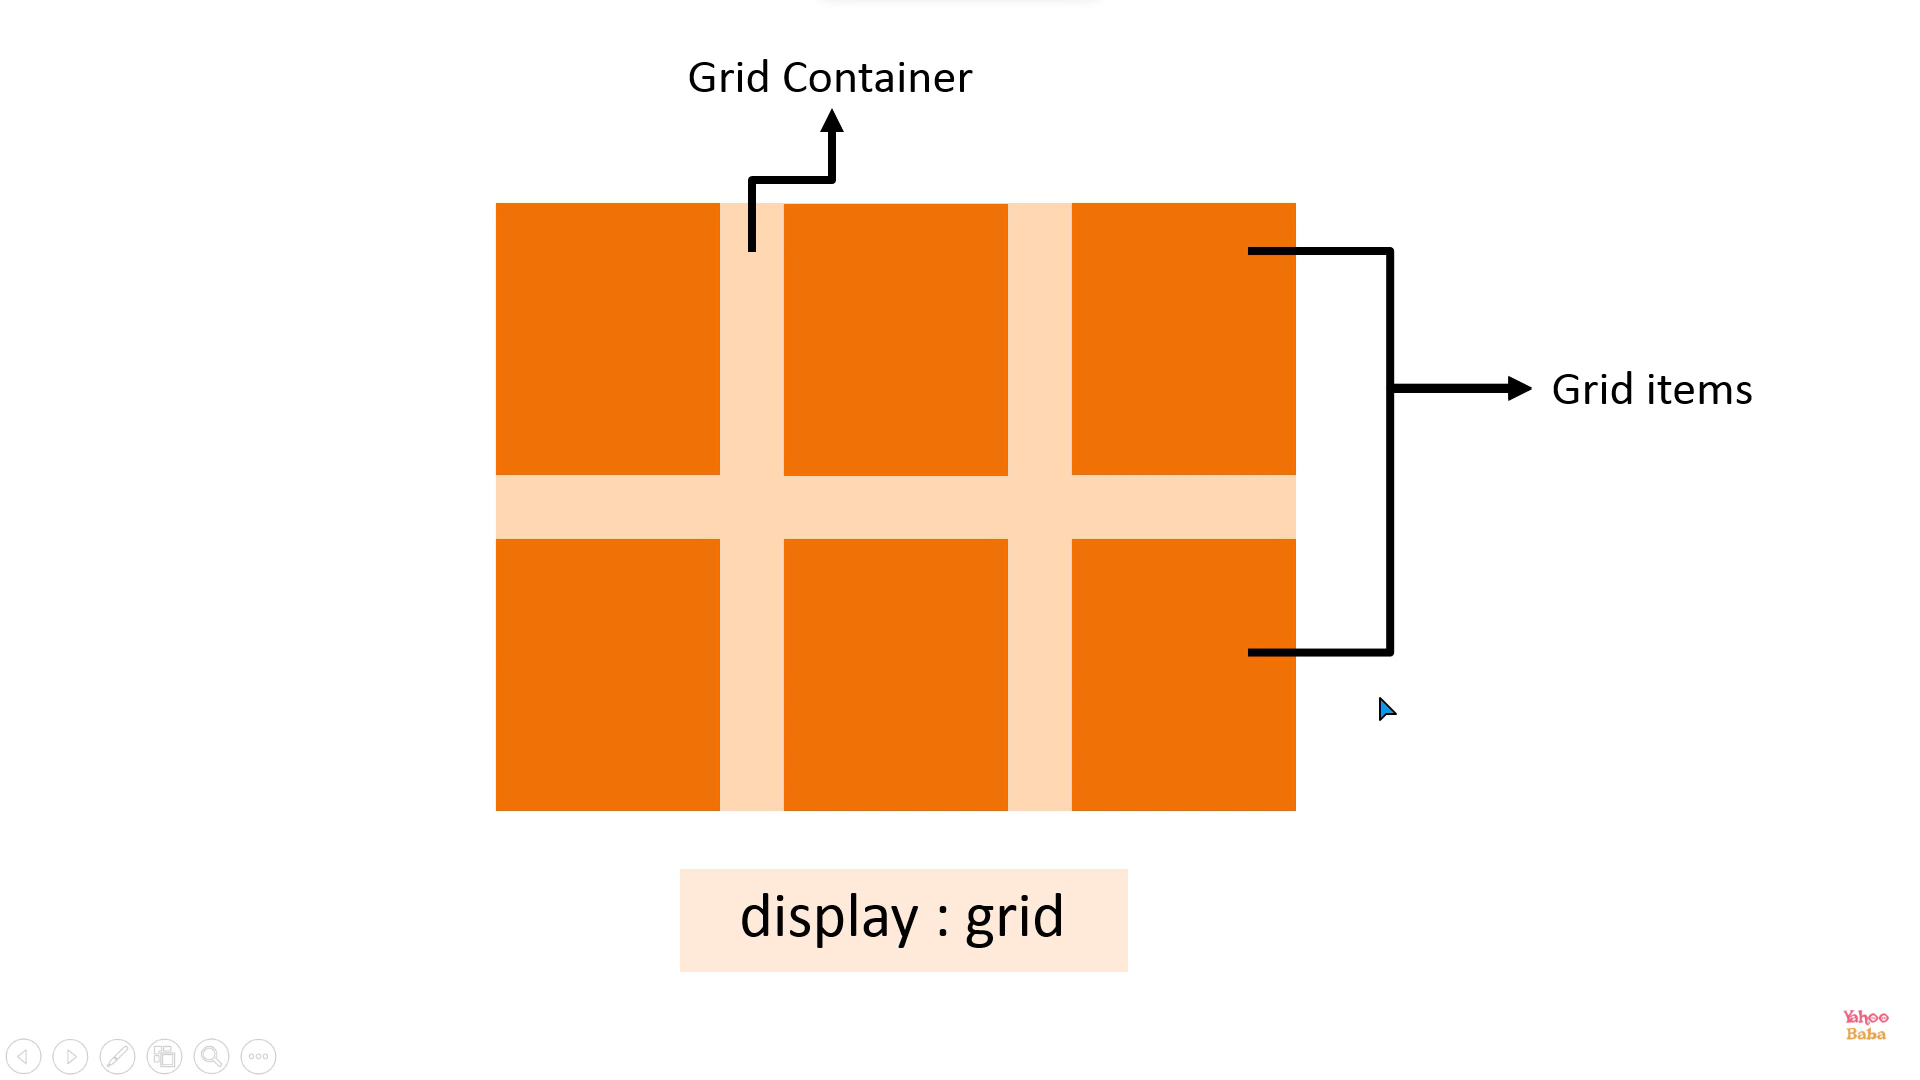 Grid Container
Grid items
display : grid
Yahoo
Baba